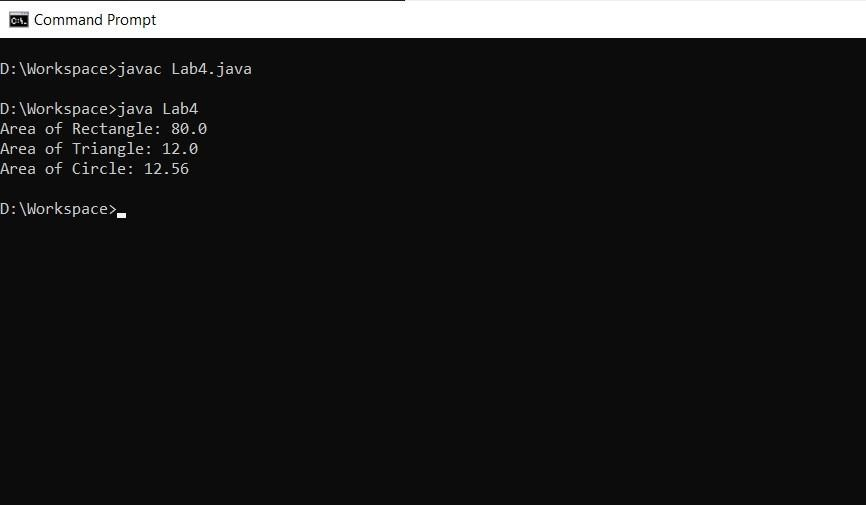 Command Prompt
D:\Workspace>javac Lab4.java
D:\Workspace>java Lab4
Area of Rectangle: 80.0
Area of Triangle: 12.0
Area of Circle: 12.56
D:\Workspace>